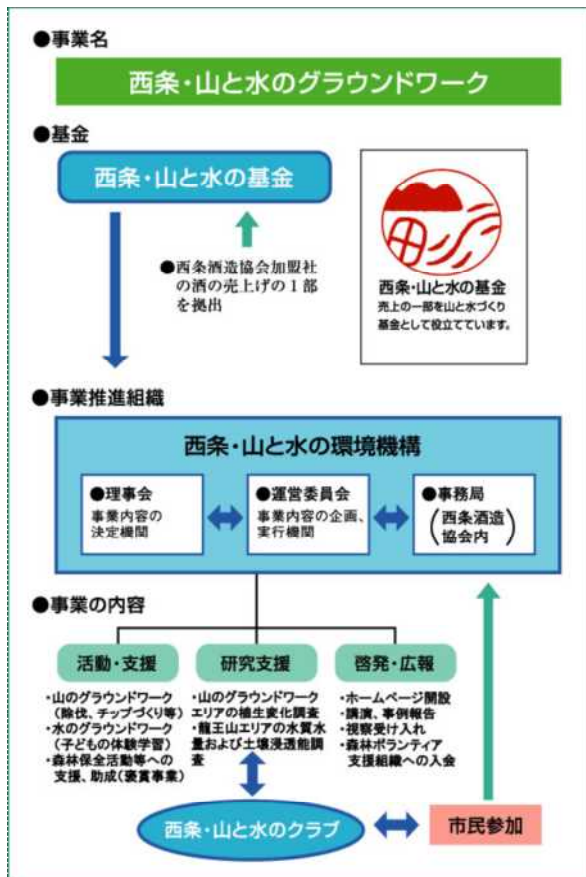 ●事業名
西条・山と水のグラウンドワーク
●基金
西条・山と水の基金
●西条酒造協会加盟社
の酒の売上げの1部
を拠出
西条・山と水の基金
売上の一部を山と水づくり
基金として役立てています。
●事業推進組織
西条・山と水の環境機構
●理事会
事業内容の
決定機関
●運営委員会
事業内容の企画、
実行機関
●事務局
(西条酒造
協会内)
●事業の内容
活動・支援
・山のグラウンドワーク
(除伐、チップづくり等)
・水のグラウンドワーク
(子どもの体験学習)
・森林保全活動等への
支援、助成(褒賞事業)
研究支援
・山のグラウンドワーク
エリアの植生変化調査
・龍王山エリアの水質水
量および土壌浸透能調
査
啓発・広報
・ホームページ開設
・講演、事例報告
・視察受け入れ
・森林ボランティア
支援組織への入会
西条・山と水のクラブ
市民参加